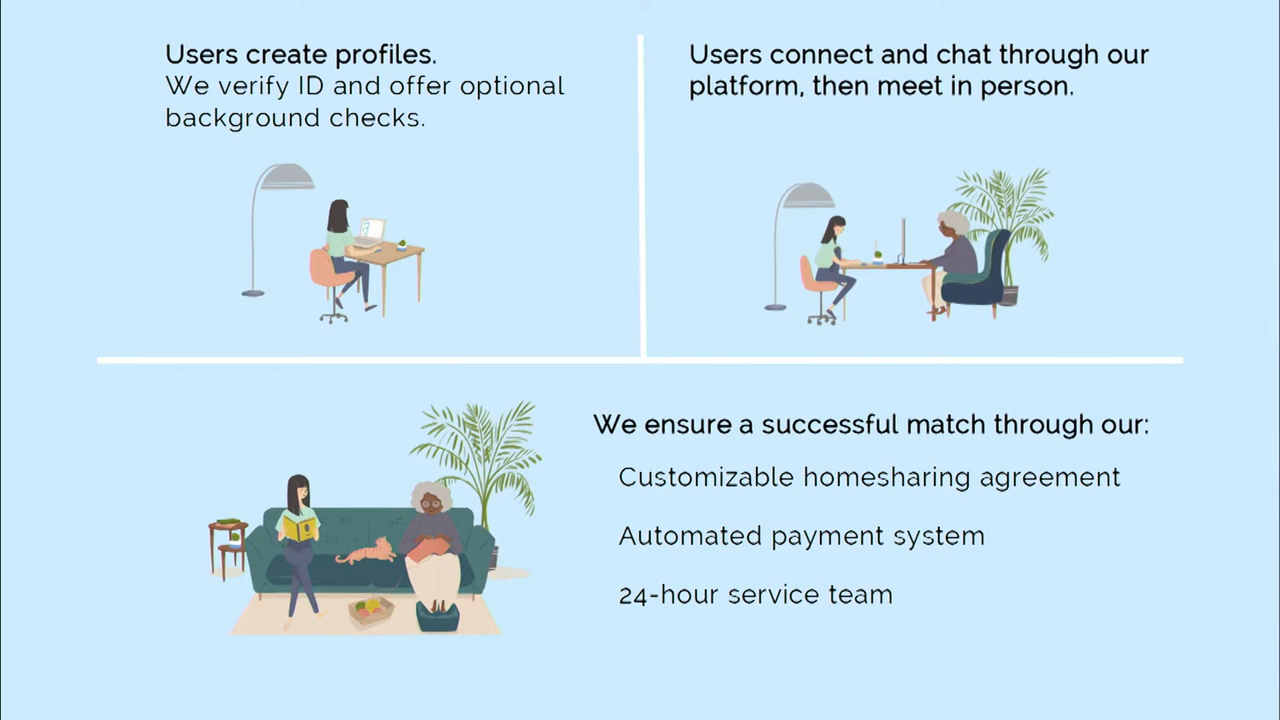 Users create profiles.
We verify ID and offer optional
background checks.
Users connect and chat through our
platform, then meet in person.
We ensure a successful match through our:
Customizable homesharing agreement
Automated payment system
24-hour service team